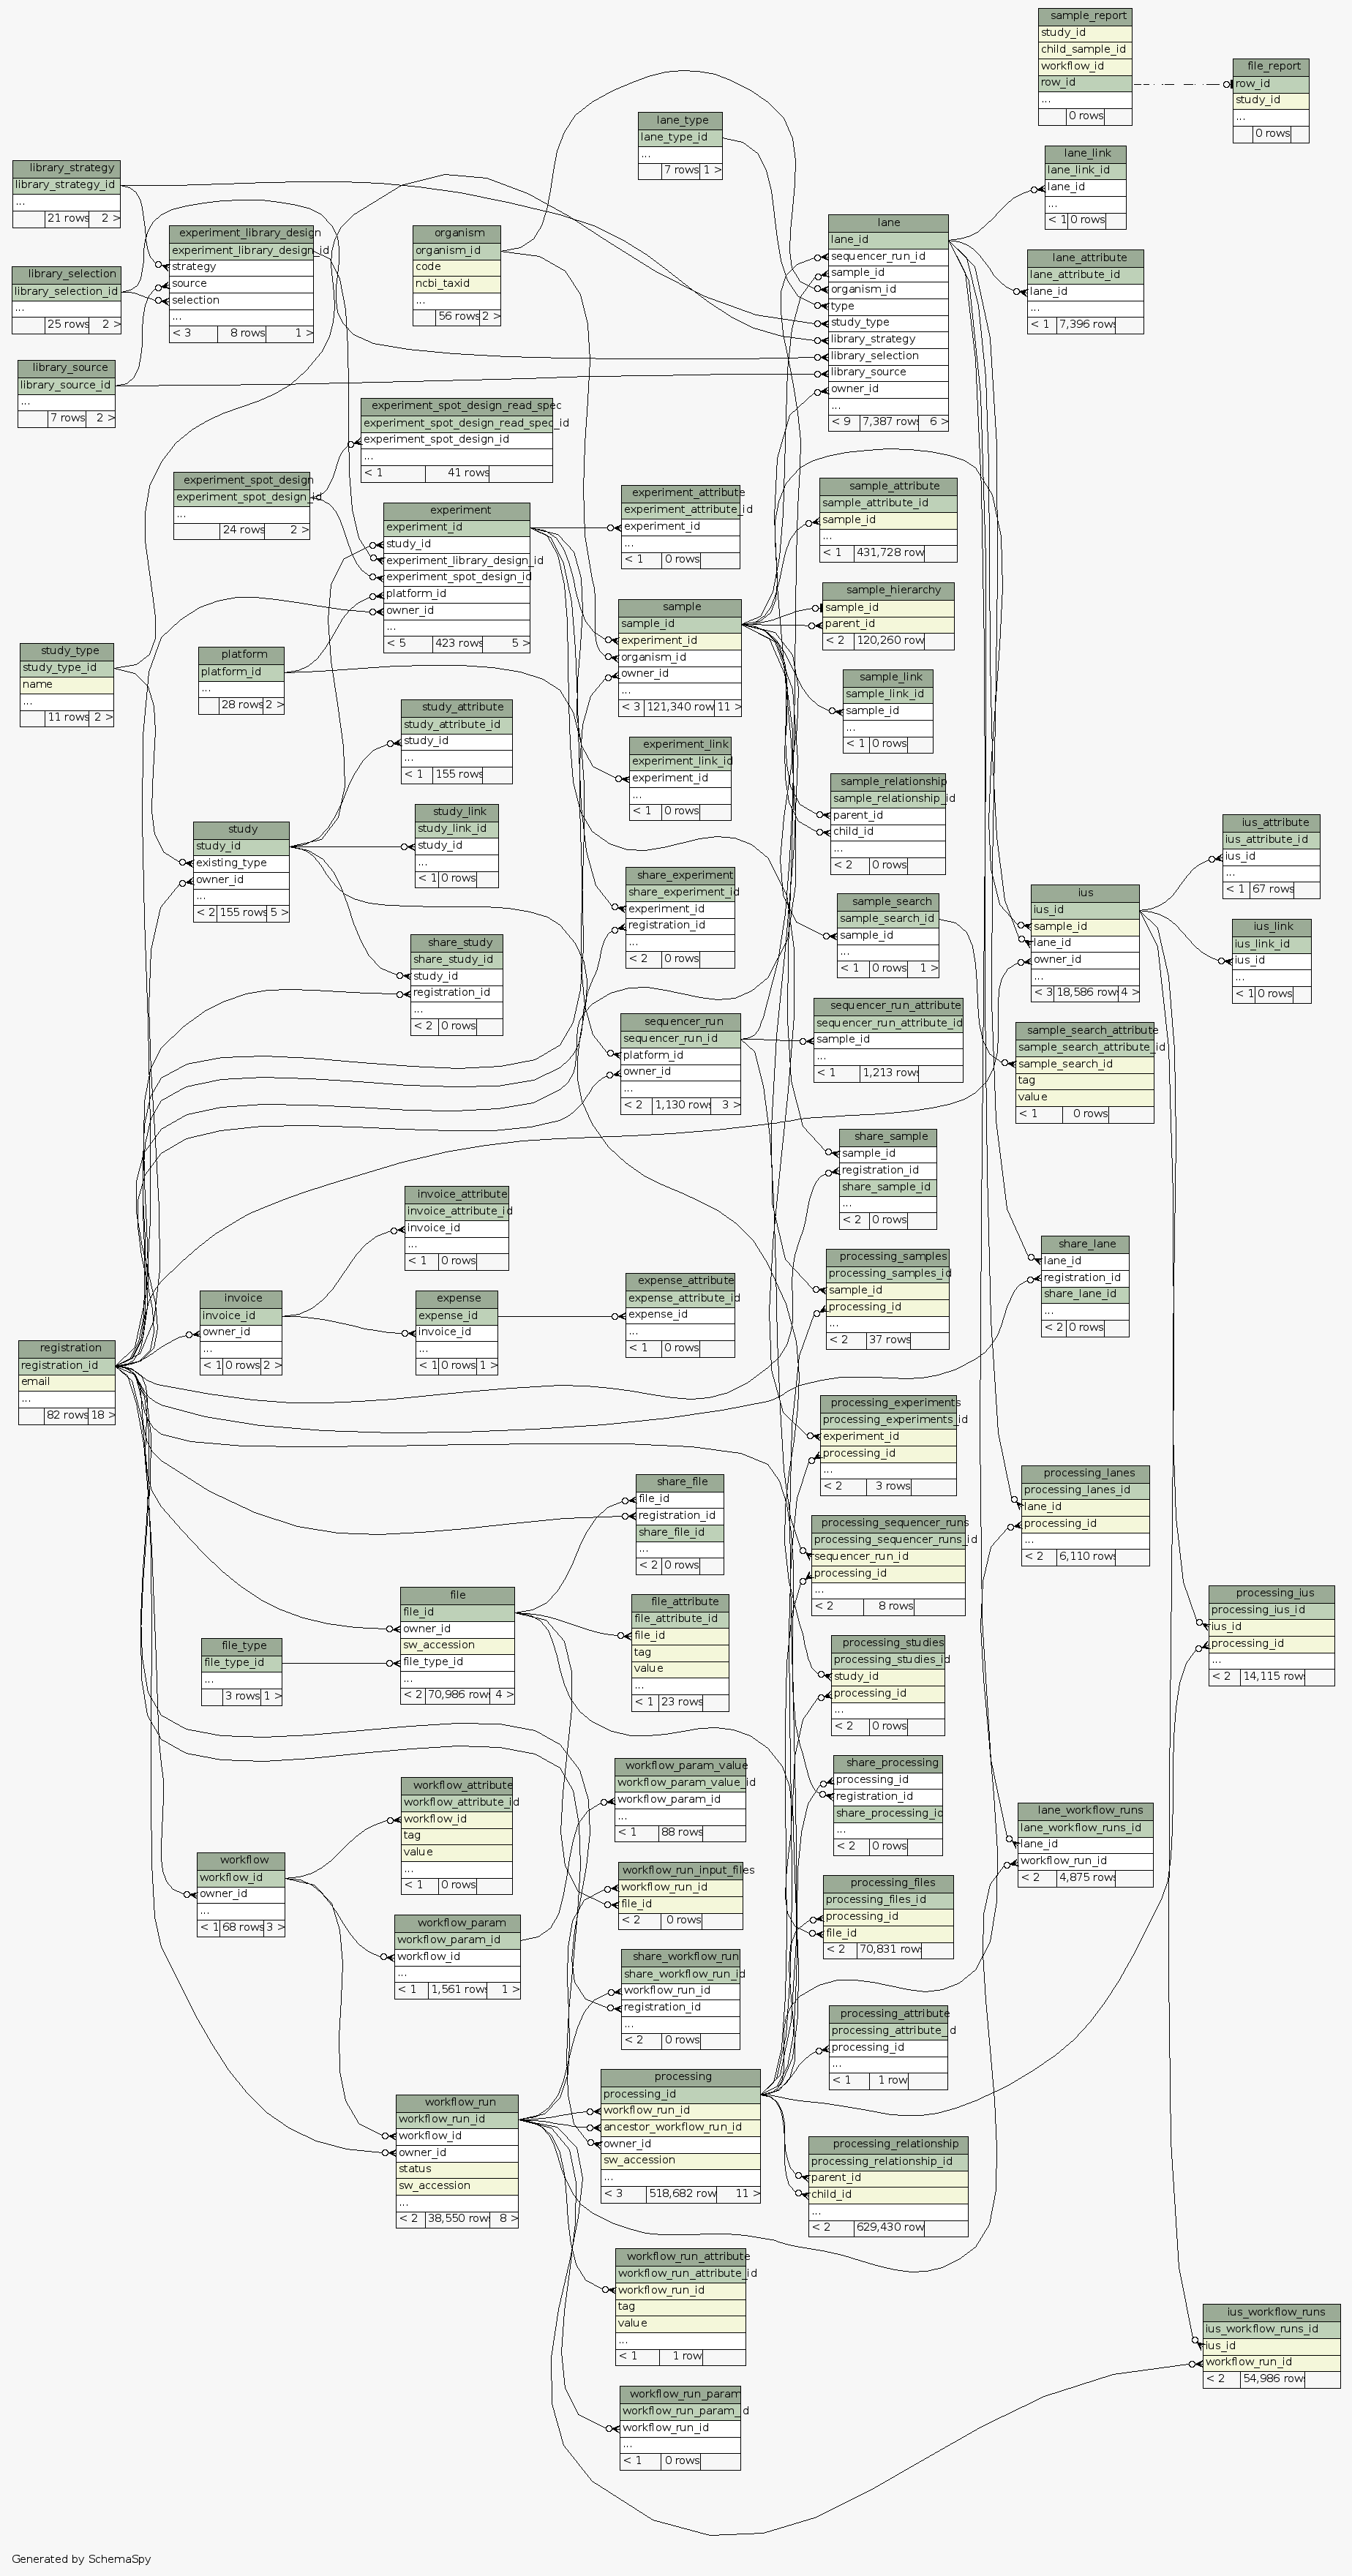 sample_report
study_id
child_sample_id
workflow_id
row_id
...
0 rows
file_report
row_id
study_id
...
0 rows
lane_type
lane_type_id
...
7 rows 1 >
lane_link
lane_link_id
lane_id
...
< 1 0 rows
library_strategy
library_strategy_id
...
21 rows 2 >
experiment_library_design
experiment_library_design_id
strategy
source
selection
...
< 3 8 rows 1 >
organism
organism_id
code
ncbi_taxid
...
56 rows 2 >
lane
lane_id
sequencer_run_id
sample_id
organism_id
type
study_type
library_strategy
library_selection
library_source
owner_id
...
< 9 7,387 rows 6 >
lane_attribute
lane_attribute_id
lane_id
...
< 1 7,396 rows
library_selection
library_selection_id
...
25 rows 2 >
library_source
library_source_id
...
7 rows 2 >
experiment_spot_design_read_spec
experiment_spot_design_read_spec_id
experiment_spot_design_id
...
< 1 41 rows
experiment_spot_design
experiment_spot_design_id
...
24 rows 2 >
experiment
experiment_id
study_id
experiment_library_design_id
experiment_spot_design_id
platform_id
owner_id
...
< 5 423 rows 5 >
experiment_attribute
experiment_attribute_id
experiment_id
...
< 1 0 rows
sample_attribute
sample_attribute_id
sample_id
...
< 1 431,728 row
sample_hierarchy
sample_id
parent_id
< 2 120,260 row
sample
sample_id
experiment_id
organism_id
owner_id
...
< 3 121,340 row 11 >
study_type
study_type_id
name
...
11 rows 2 >
platform
platform_id
...
28 rows 2 >
sample_link
sample_link_id
sample_id
...
< 1 0 rows
study_attribute
study_attribute_id
study_id
...
< 1 155 rows
experiment_link
experiment_link_id
experiment_id
...
< 1 0 rows
sample_relationship
sample_relationship_id
parent_id
child_id
...
< 2 0 rows
study_link
study_link_id
study_id
...
< 1 0 rows
study
study_id
existing_type
owner_id
...
< 2 155 rows 5 >
ius_attribute
ius_attribute_id
ius_id
...
< 1 67 rows
share_experiment
share_experiment_id
experiment_id
registration_id
...
< 2 0 rows
sample_search
sample_search_id
sample_id
...
< 1 0 rows 1 >
ius
ius_id
sample_id
lane_id
owner_id
...
< 3 18,586 rows 4 >
ius_link
ius_link_id
ius_id
...
< 1 0 rows
share_study
share_study_id
study_id
registration_id
...
< 2 0 rows
sequencer_run
sequencer_run_id
platform_id
owner_id
...
< 2 1,130 rows 3 >
sequencer_run_attribute
sequencer_run_attribute_id
sample_id
...
< 1 1,213 rows
sample_search_attribute
sample_search_attribute_id
sample_search_id
tag
value
< 1 0 rows
share_sample
sample_id
registration_id
share_sample_id
...
< 2 0 rows
invoice_attribute
invoice_attribute_id
invoice_id
...
< 1 0 rows
share_lane
lane_id
registration_id
share_lane_id
...
< 2 0 rows
processing_samples
processing_samples_id
sample_id
processing_id
...
< 2 37 rows
expense_attribute
expense_attribute_id
expense_id
...
< 1 0 rows
invoice
invoice_id
owner_id
...
< 1 0 rows 2 >
expense
expense_id
invoice_id
...
< 1 0 rows 1 >
registration
registration_id
email
...
82 rows 18 >
processing_experiments
processing_experiments_id
experiment_id
processing_id
...
< 2 3 rows
processing_lanes
processing_lanes_id
lane_id
processing_id
...
< 2 6,110 rows
share_file
file_id
registration_id
share_file_id
...
< 2 0 rows
processing_sequencer_runs
processing_sequencer_runs_id
sequencer_run_id
processing_id
...
< 2 8 rows
processing_ius
processing_ius_id
ius_id
processing_id
...
< 2 14,115 row
file
file_id
owner_id
sw_accession
file_type_id
...
< 2 70,986 row 4 >
file_attribute
file_attribute_id
file_id
tag
value
...
< 1 23 rows
file_type
file_type_id
...
3 rows 1 >
processing_studies
processing_studies_id
study_id
processing_id
...
< 2 0 rows
share_processing
processing_id
registration_id
share_processing_id
...
< 2 0 rows
workflow_param_value
workflow_param_value_id
workflow_param_id
...
< 1 88 rows
workflow_attribute
workflow_attribute_id
workflow_id
tag
value
...
< 1 0 rows
lane_workflow_runs
lane_workflow_runs_id
lane_id
workflow_run_id
< 2 4,875 rows
workflow
workflow_id
owner_id
...
< 1 68 rows 3 >
workflow_run_input_files
workflow_run_id
file_id
< 2 0 rows
processing_files
processing_files_id
processing_id
file_id
< 2 70,831 rows
workflow_param
workflow_param_id
workflow_id
...
< 1 1,561 rows 1 >
share_workflow_run
share_workflow_run_id
workflow_run_id
registration_id
...
< 2 0 rows
processing_attribute
processing_attribute_id
processing_id
...
< 1 1 row
processing
processing_id
workflow_run_id
ancestor_workflow_run_id
owner_id
sw_accession
...
< 3 518,682 row 11 >
workflow_run
workflow_run_id
workflow_id
owner_id
status
sw_accession
...
< 2 38,550 row 8 >
processing_relationship
processing_relationship_id
parent_id
child_id
...
< 2 629,430 row
workflow_run_attribute
workflow_run_attribute_id
workflow_run_id
tag
value
...
< 1 1 row
ius_workflow_runs
ius_workflow_runs_id
ius_id
workflow_run_id
< 2 54,986 row
workflow_run_param
workflow_run_param_id
workflow_run_id
...
< 1 0 rows
Generated by SchemaSpy